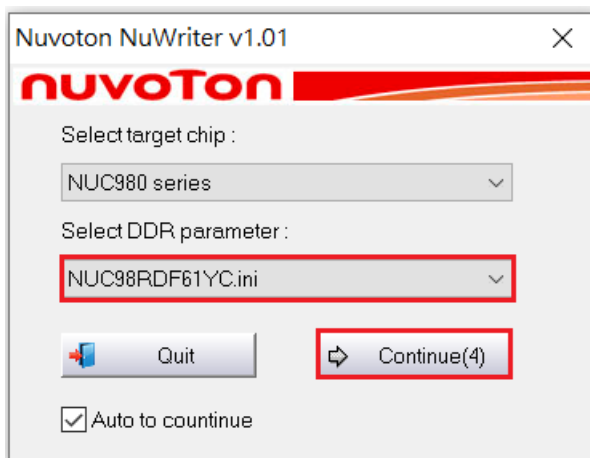 Nuvoton NuWriter v1.01
nuvoTon
Select target chip :
NUC980 series
Select DDR parameter :
NUC98RDF61YC.ini
Quit
Continue(4)
Auto to countinue